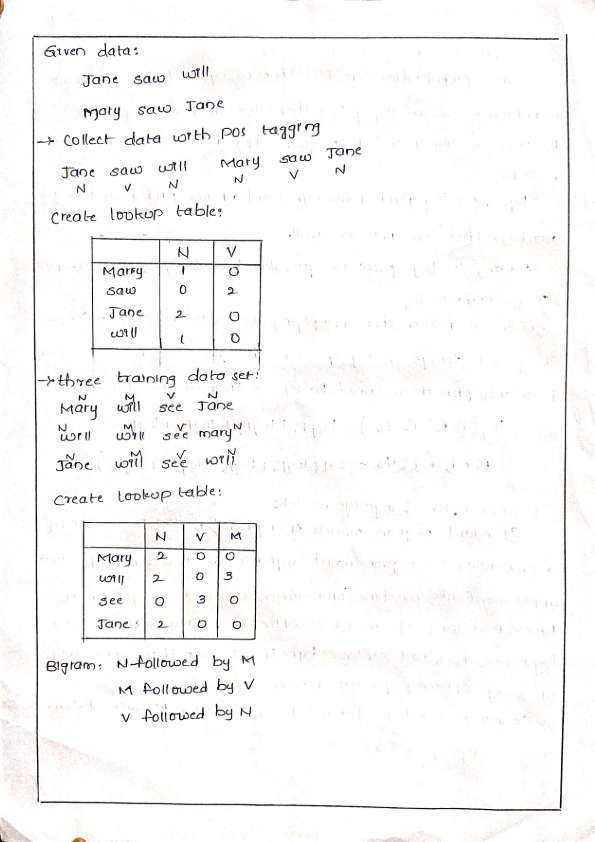 Given data:
Jane saw will
Mary saw Jane
→ Collect data with pos tagging
Jane saw will Mary saw Jane
N V N N V N
Create lookup table:
N V
Marry 1 0
saw 0 2
Jane 2 0
will 1 0
→ three training data set:
N M V N
Mary will see Jane
N M V N
will will see mary
N M V N
Jane will see will
Create lookup table:
N V M
Mary 2 0 0
will 2 0 3
see 0 3 0
Jane: 2 0 0
Bigram: N-followed by M
M followed by V
V followed by N